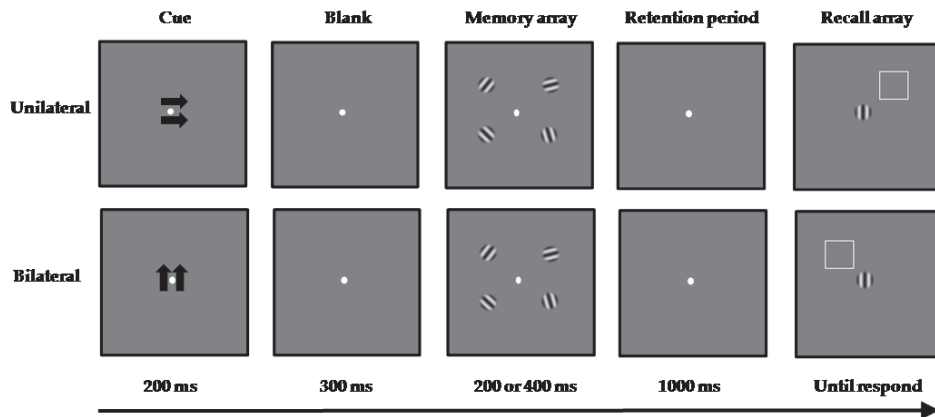 Cue Blank Memory array Retention period Recall array
Unilateral
Bilateral
200 ms 300 ms 200 or 400 ms 1000 ms Until respond